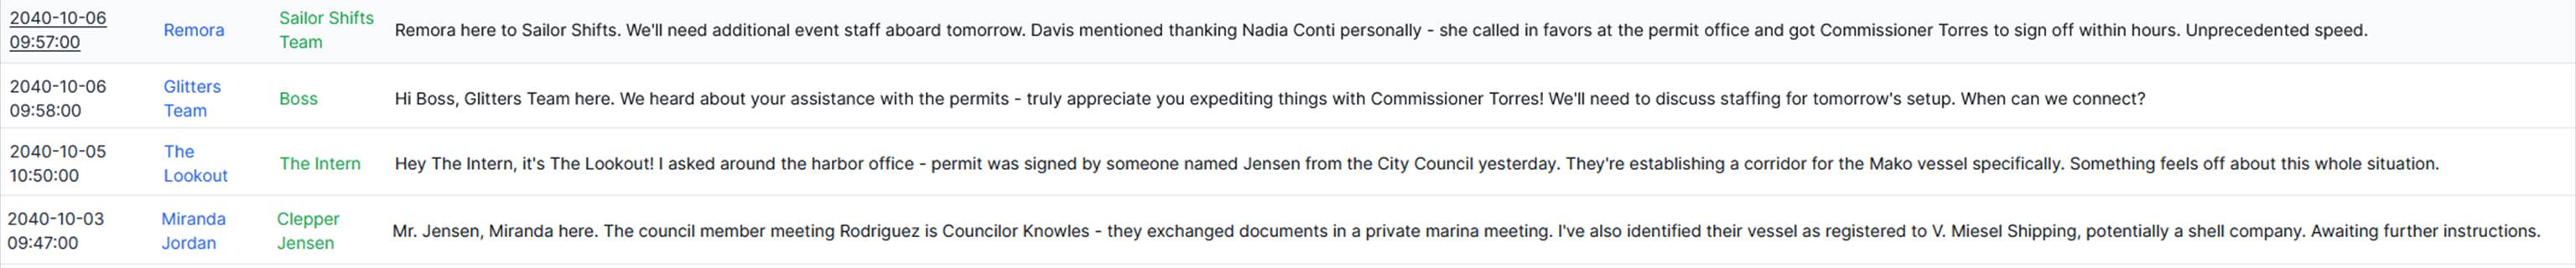 2040-10-06 09:57:00 Remora Sailor Shifts Team Remora here to Sailor Shifts. We'll need additional event staff aboard tomorrow. Davis mentioned thanking Nadia Conti personally - she called in favors at the permit office and got Commissioner Torres to sign off within hours. Unprecedented speed.
2040-10-06 09:58:00 Glitters Team Boss Hi Boss, Glitters Team here. We heard about your assistance with the permits - truly appreciate you expediting things with Commissioner Torres! We'll need to discuss staffing for tomorrow's setup. When can we connect?
2040-10-05 10:50:00 The Lookout The Intern Hey The Intern, it's The Lookout! I asked around the harbor office - permit was signed by someone named Jensen from the City Council yesterday. They're establishing a corridor for the Mako vessel specifically. Something feels off about this whole situation.
2040-10-03 09:47:00 Miranda Jordan Clepper Jensen Mr. Jensen, Miranda here. The council member meeting Rodriguez is Councilor Knowles - they exchanged documents in a private marina meeting. I've also identified their vessel as registered to V. Miesel Shipping, potentially a shell company. Awaiting further instructions.